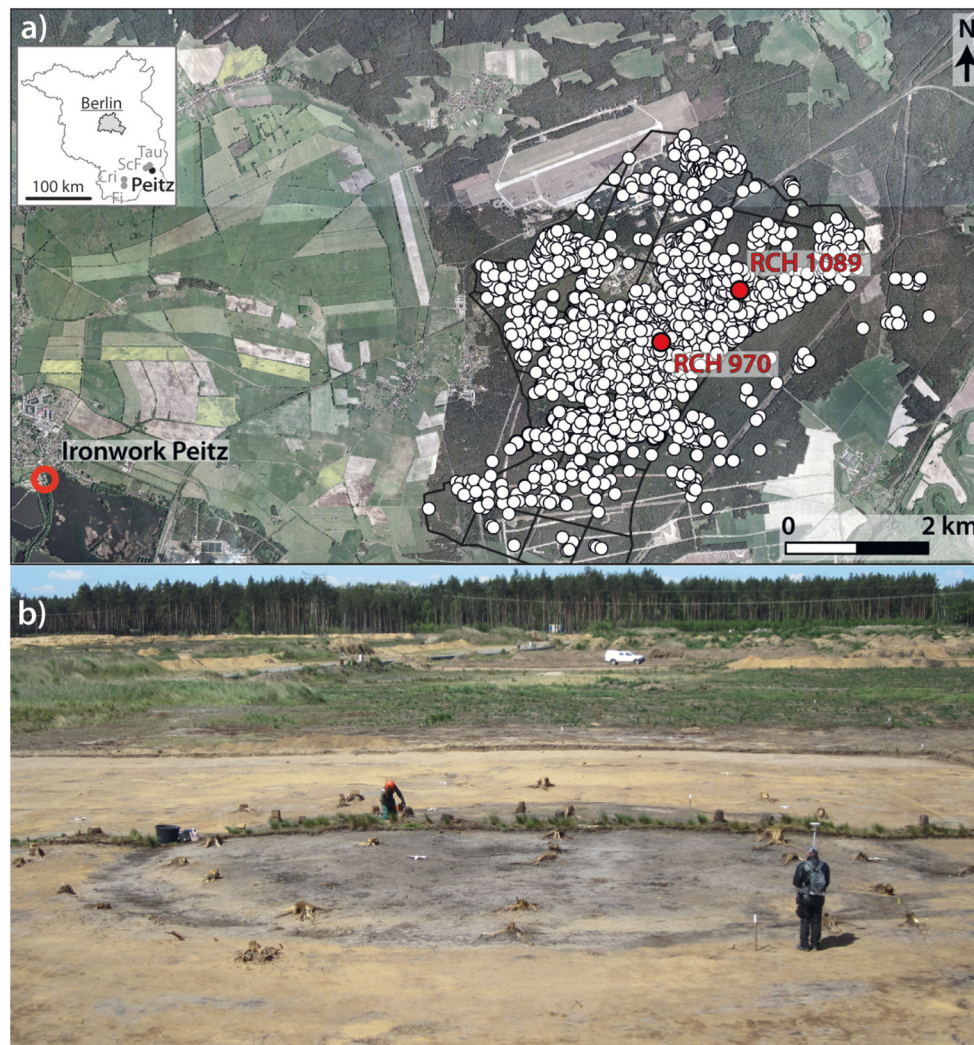 a)
N
Berlin
Tau
ScF
Cri
Peitz
Fi
100 km
RCH 1089
RCH 970
Ironwork Peitz
0 2 km
b)